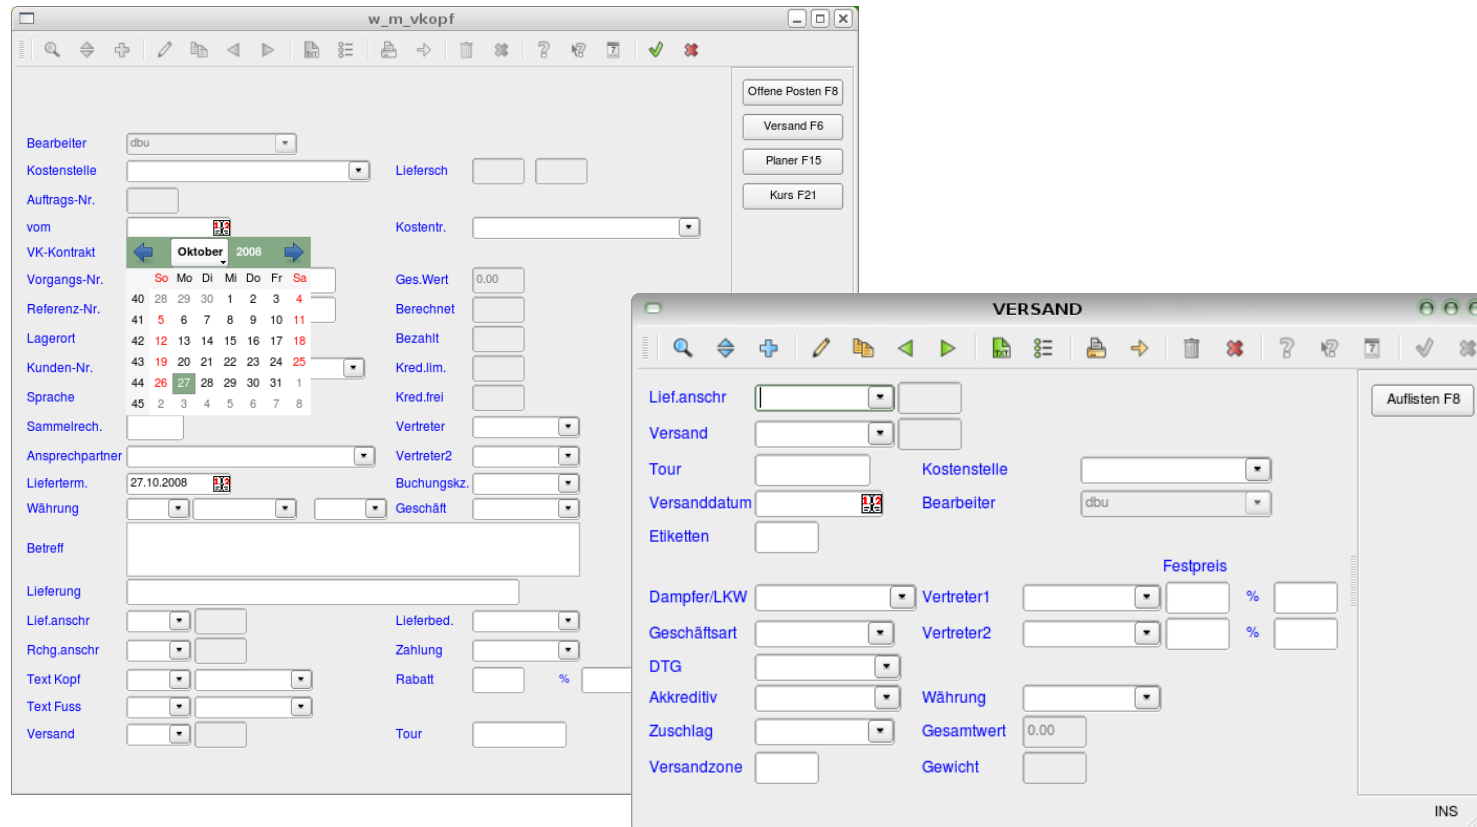 w_m_vkopf
TXT
?
?
7
Offene Posten F8
Versand F6
Planer F15
Kurs F21
Bearbeiter dbu
Kostenstelle Liefersch
Auftrags-Nr.
vom Kostentr.
VK-Kontrakt Oktober 2008
Vorgangs-Nr. So Mo Di Mi Do Fr Sa Ges.Wert 0.00
40 28 29 30 1 2 3 4
Referenz-Nr. Berechnet
41 5 6 7 8 9 10 11
Lagerort 42 12 13 14 15 16 17 18 Bezahlt
Kunden-Nr. 43 19 20 21 22 23 24 25 Kred.lim.
44 26 27 28 29 30 31 1
Sprache 45 2 3 4 5 6 7 8 Kred.frei
Sammelrech. Vertreter
Ansprechpartner Vertreter2
Lieferterm. 27.10.2008 Buchungskz.
Währung Geschäft
Betreff
Lieferung
Lief.anschr Lieferbed.
Rchg.anschr Zahlung
Text Kopf Rabatt %
Text Fuss
Versand Tour
VERSAND
TXT
?
?
7
Auflisten F8
Lief.anschr
Versand
Tour Kostenstelle
Versanddatum Bearbeiter dbu
Etiketten
Festpreis
Dampfer/LKW Vertreter1 %
Geschäftsart Vertreter2 %
DTG
Akkreditiv Währung
Zuschlag Gesamtwert 0.00
Versandzone Gewicht
INS